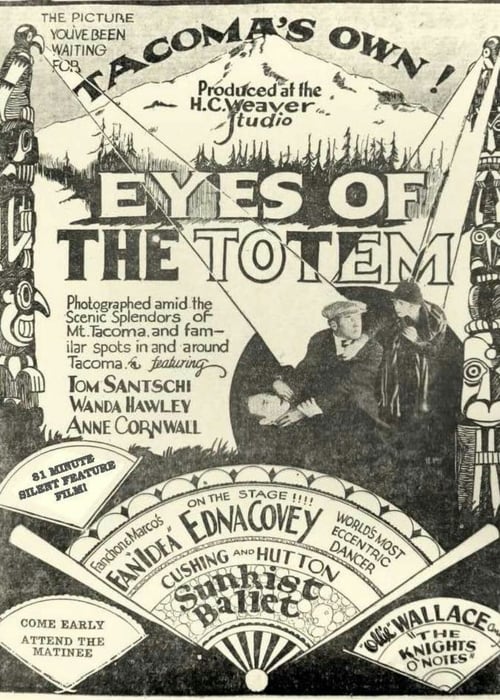 THE PICTURE
YOU'VE BEEN
WAITING
FOR
TACOMA'S OWN!
Produced at the
H.C. Weaver
Studio
EYES OF
THE TOTEM
Photographed amid the
Scenic Splendors of
Mt. Tacoma, and fam-
iliar spots in and around
Tacoma. featuring
TOM SANTSCHI
WANDA HAWLEY
ANNE CORNWALL
81 MINUTE
SILENT FEATURE
FILM!
ON THE STAGE!!!!
Fanchon & Marco's
FAN "IDEA"
EDNA COVEY
WORLD'S MOST
ECCENTRIC
DANCER
CUSHING AND HUTTON
Sunkist
Ballet
COME EARLY
ATTEND THE
MATINEE
"Ollie" WALLACE and
"THE
KNIGHTS
O' NOTES"